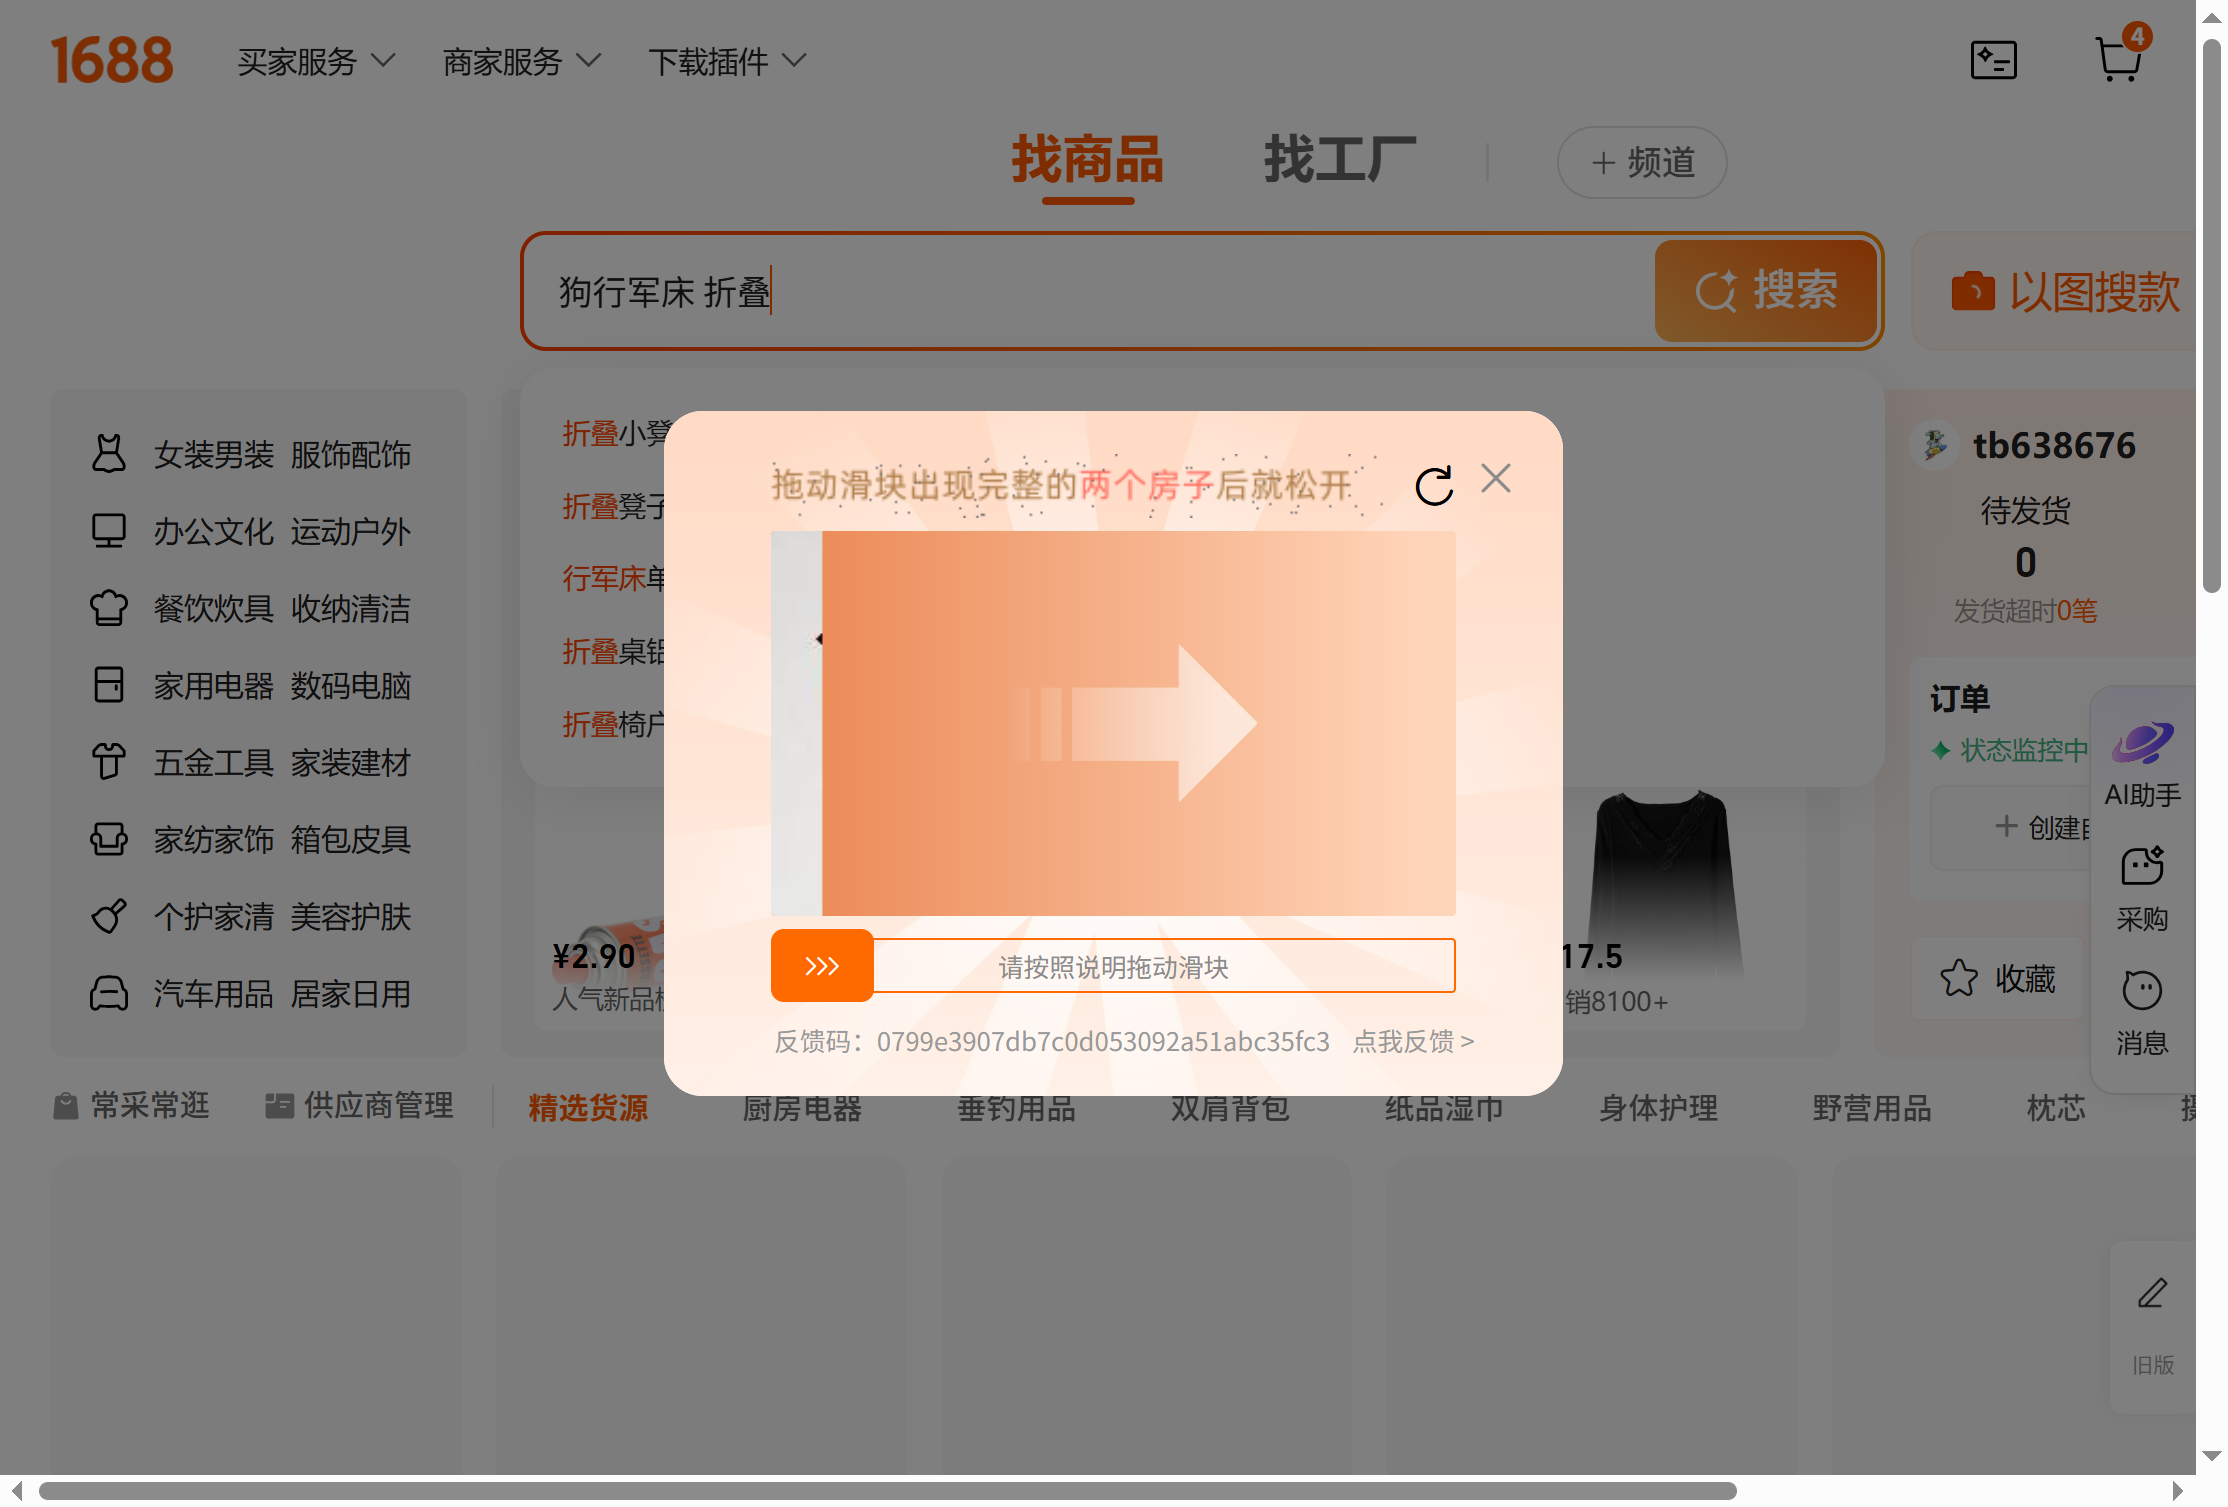 1688
买家服务
商家服务
下载插件
4
找商品
找工厂
+ 频道
狗行军床 折叠
搜索
以图搜款
女装男装 服饰配饰
办公文化 运动户外
餐饮炊具 收纳清洁
家用电器 数码电脑
五金工具 家装建材
家纺家饰 箱包皮具
个护家清 美容护肤
汽车用品 居家日用
折叠小凳
折叠凳子
行军床单
折叠桌铝
折叠椅户
拖动滑块出现完整的两个房子后就松开
请按照说明拖动滑块
反馈码：0799e3907db7c0d053092a51abc35fc3 点我反馈 >
¥2.90
人气新品
17.5
销8100+
tb638676
待发货
0
发货超时0笔
订单
状态监控中
+ 创建
收藏
AI助手
采购
消息
常采常逛
供应商管理
精选货源
厨房电器
垂钓用品
双肩背包
纸品湿巾
身体护理
野营用品
枕芯
旧版